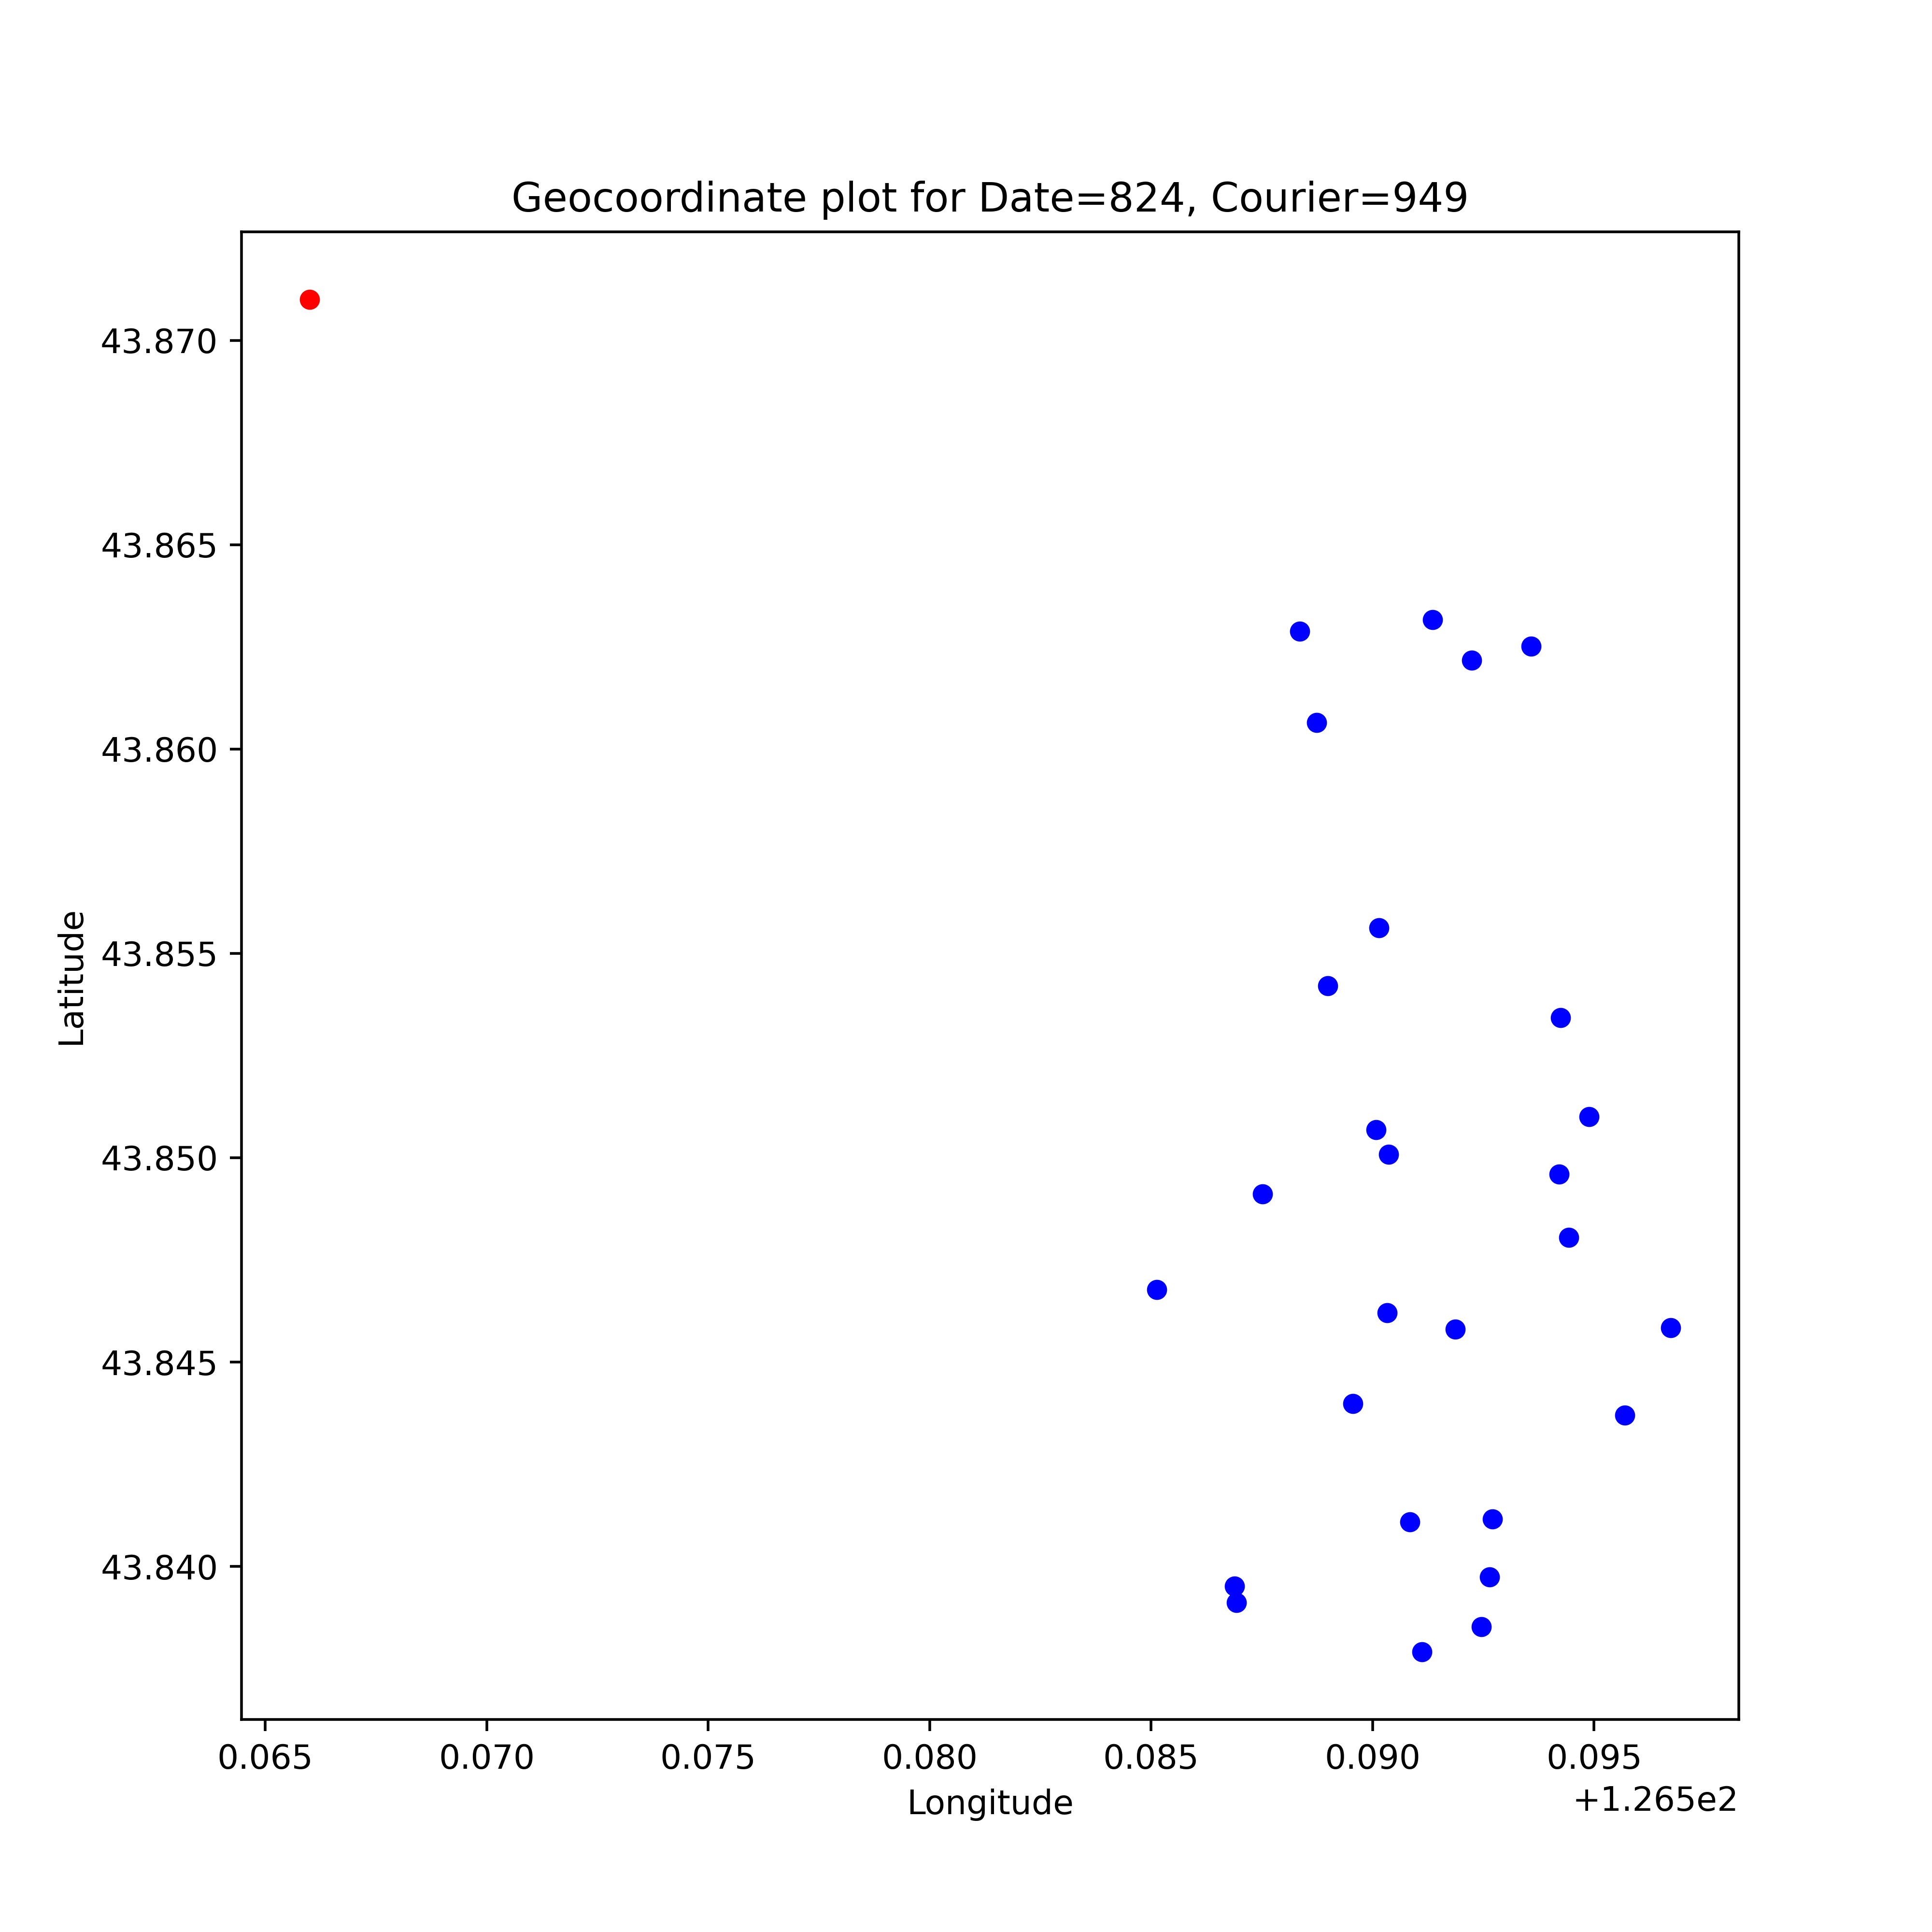 Geocoordinate plot for Date=824, Courier=949
43.870
43.865
43.860
43.855
43.850
43.845
43.840
Latitude
0.065 0.070 0.075 0.080 0.085 0.090 0.095
+1.265e2
Longitude